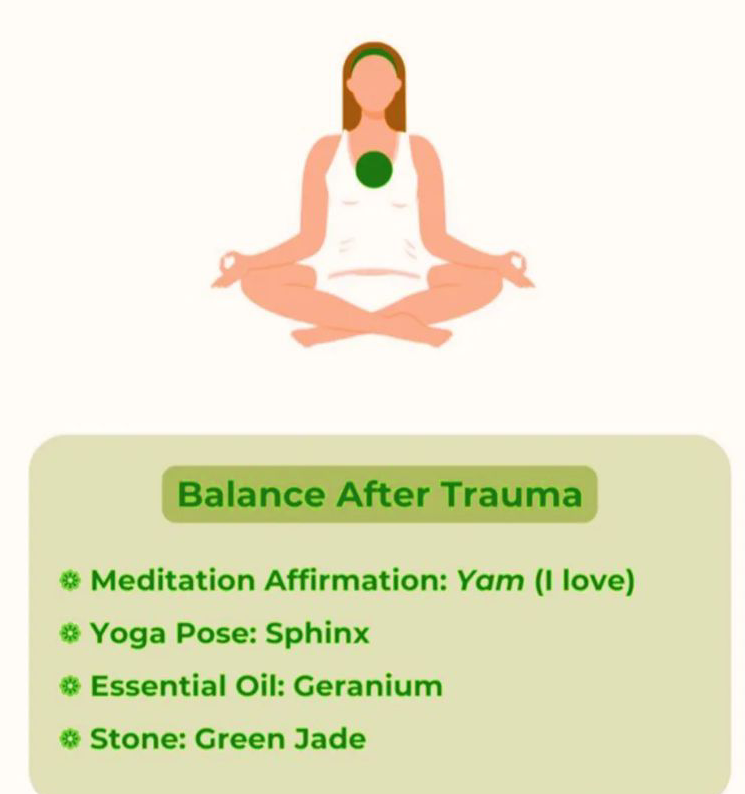 Balance After Trauma
Meditation Affirmation: Yam (I love)
Yoga Pose: Sphinx
Essential Oil: Geranium
Stone: Green Jade